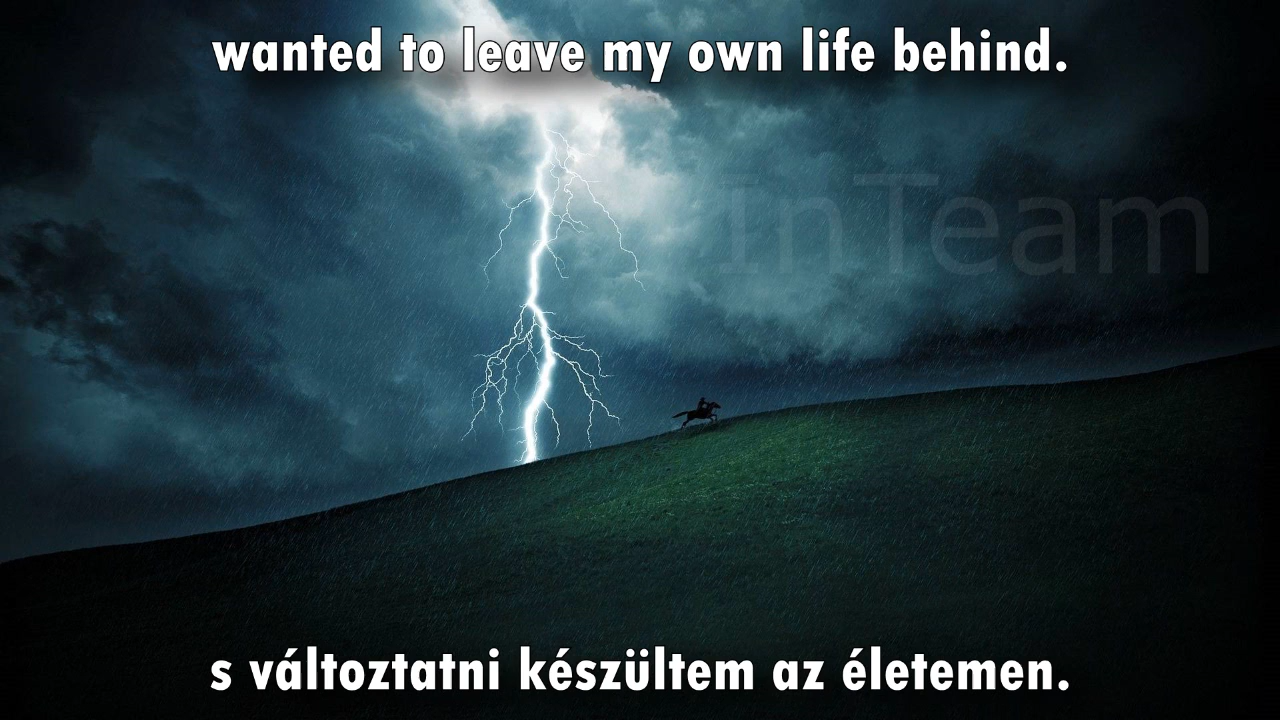 wanted to leave my own life behind.
InTeam
s változtatni készültem az életemen.